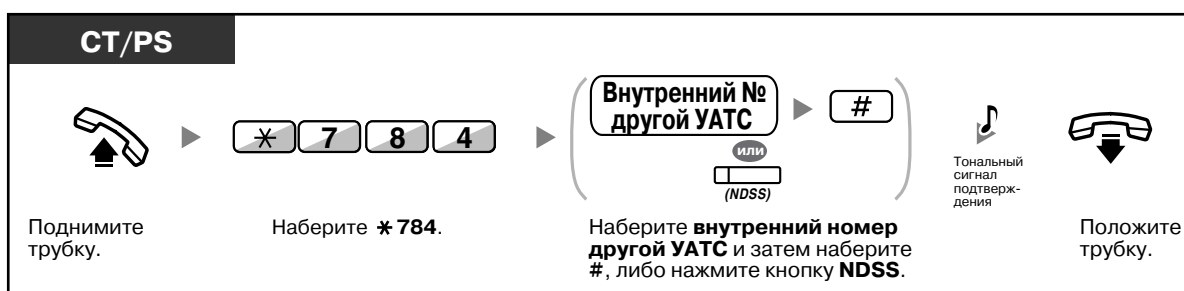 CT/PS
Внутренний №
другой УАТС
#
или
(NDSS)
* 7 8 4
Тональный
сигнал
подтверж-
дения
Поднимите
трубку.
Наберите *784.
Наберите внутренний номер
другой УАТС и затем наберите
#, либо нажмите кнопку NDSS.
Положите
трубку.